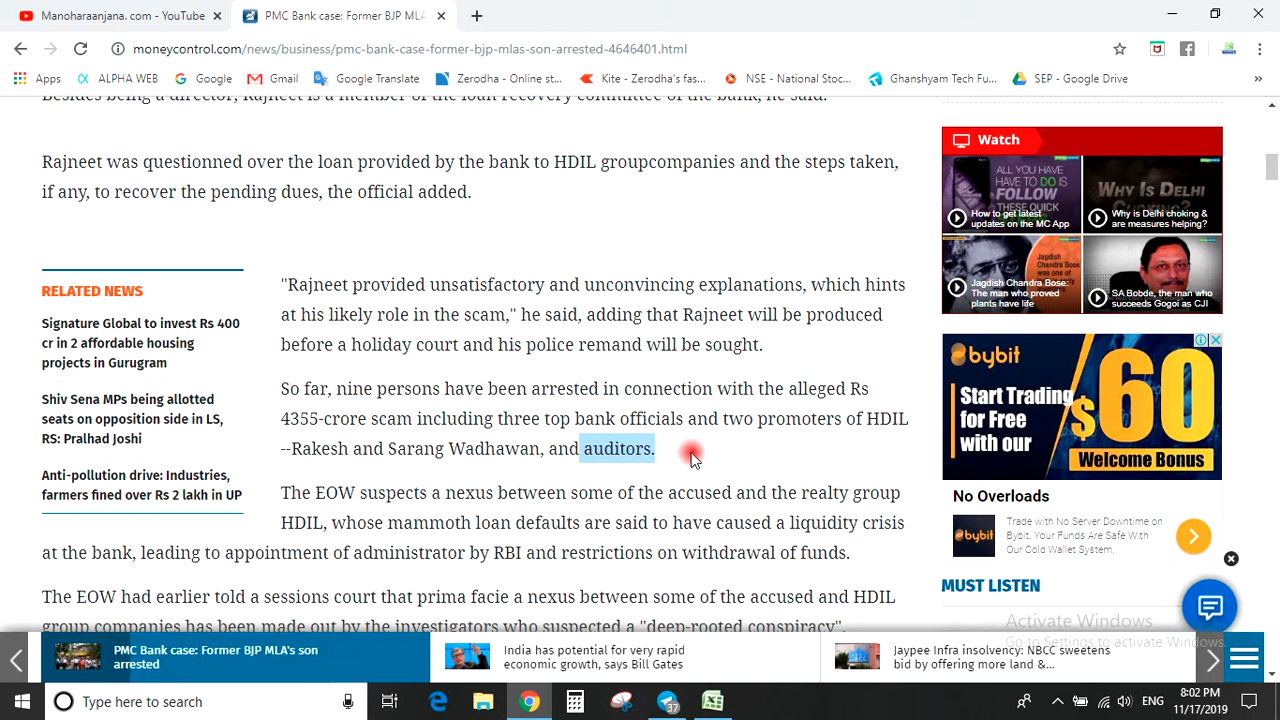 Manoharaanjana. com - YouTube
PMC Bank case: Former BJP MLA
moneycontrol.com/news/business/pmc-bank-case-former-bjp-mlas-son-arrested-4646401.html
Apps
ALPHA WEB
Google
Gmail
Google Translate
Zerodha - Online st...
Kite - Zerodha's fas...
NSE - National Stoc...
Ghanshyam Tech Fu...
SEP - Google Drive
»
Besides being a director, Rajneet is a member of the loan recovery committee of the bank, he said.
Rajneet was questionned over the loan provided by the bank to HDIL groupcompanies and the steps taken,
if any, to recover the pending dues, the official added.
RELATED NEWS
Signature Global to invest Rs 400
cr in 2 affordable housing
projects in Gurugram
Shiv Sena MPs being allotted
seats on opposition side in LS,
RS: Pralhad Joshi
Anti-pollution drive: Industries,
farmers fined over Rs 2 lakh in UP
"Rajneet provided unsatisfactory and unconvincing explanations, which hints
at his likely role in the scam," he said, adding that Rajneet will be produced
before a holiday court and his police remand will be sought.
So far, nine persons have been arrested in connection with the alleged Rs
4355-crore scam including three top bank officials and two promoters of HDIL
--Rakesh and Sarang Wadhawan, and auditors.
The EOW suspects a nexus between some of the accused and the realty group
HDIL, whose mammoth loan defaults are said to have caused a liquidity crisis
at the bank, leading to appointment of administrator by RBI and restrictions on withdrawal of funds.
The EOW had earlier told a sessions court that prima facie a nexus between some of the accused and HDIL
group companies has been made out by the investigators who suspected a "deep-rooted conspiracy".
Watch
ALL YOU HAVE
HAVE TO DO IS
FOLLOW
THESE QUICK
How to get latest
updates on the MC App
WHY IS DELHI
CHOKING?
Why is Delhi choking &
are measures helping?
Jagdish
Chandra Bose
was one of
Jagdish Chandra Bose:
The man who proved
plants have life
SA Bobde, the man who
succeeds Gogoi as CJI
bybit
Start Trading
for Free
with our
$60
Welcome Bonus
No Overloads
bybit
Trade with No Server Downtime on
Bybit. Your Funds Are Safe With
Our Cold Wallet System.
MUST LISTEN
Activate Windows
Go to Settings to activate Windows.
PMC Bank case: Former BJP MLA's son
arrested
India has potential for very rapid
economic growth, says Bill Gates
Jaypee Infra insolvency: NBCC sweetens
bid by offering more land &...
Type here to search
37
ENG
8:02 PM
11/17/2019